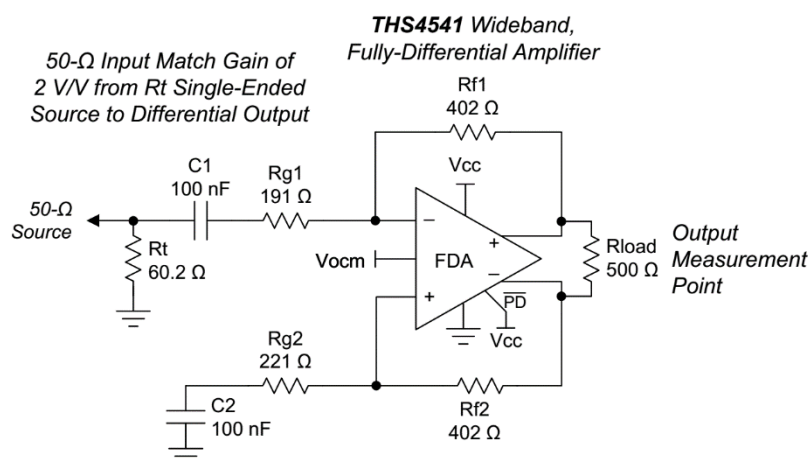 THS4541 Wideband,
Fully-Differential Amplifier
50-Ω Input Match Gain of
2 V/V from Rt Single-Ended
Source to Differential Output
Rf1
402 Ω
C1
100 nF
Rg1
191 Ω
Vcc
50-Ω
Source
Rt
60.2 Ω
Vocm
−
+
FDA
+
−
PD
Vcc
Rload
500 Ω
Output
Measurement
Point
Rg2
221 Ω
C2
100 nF
Rf2
402 Ω